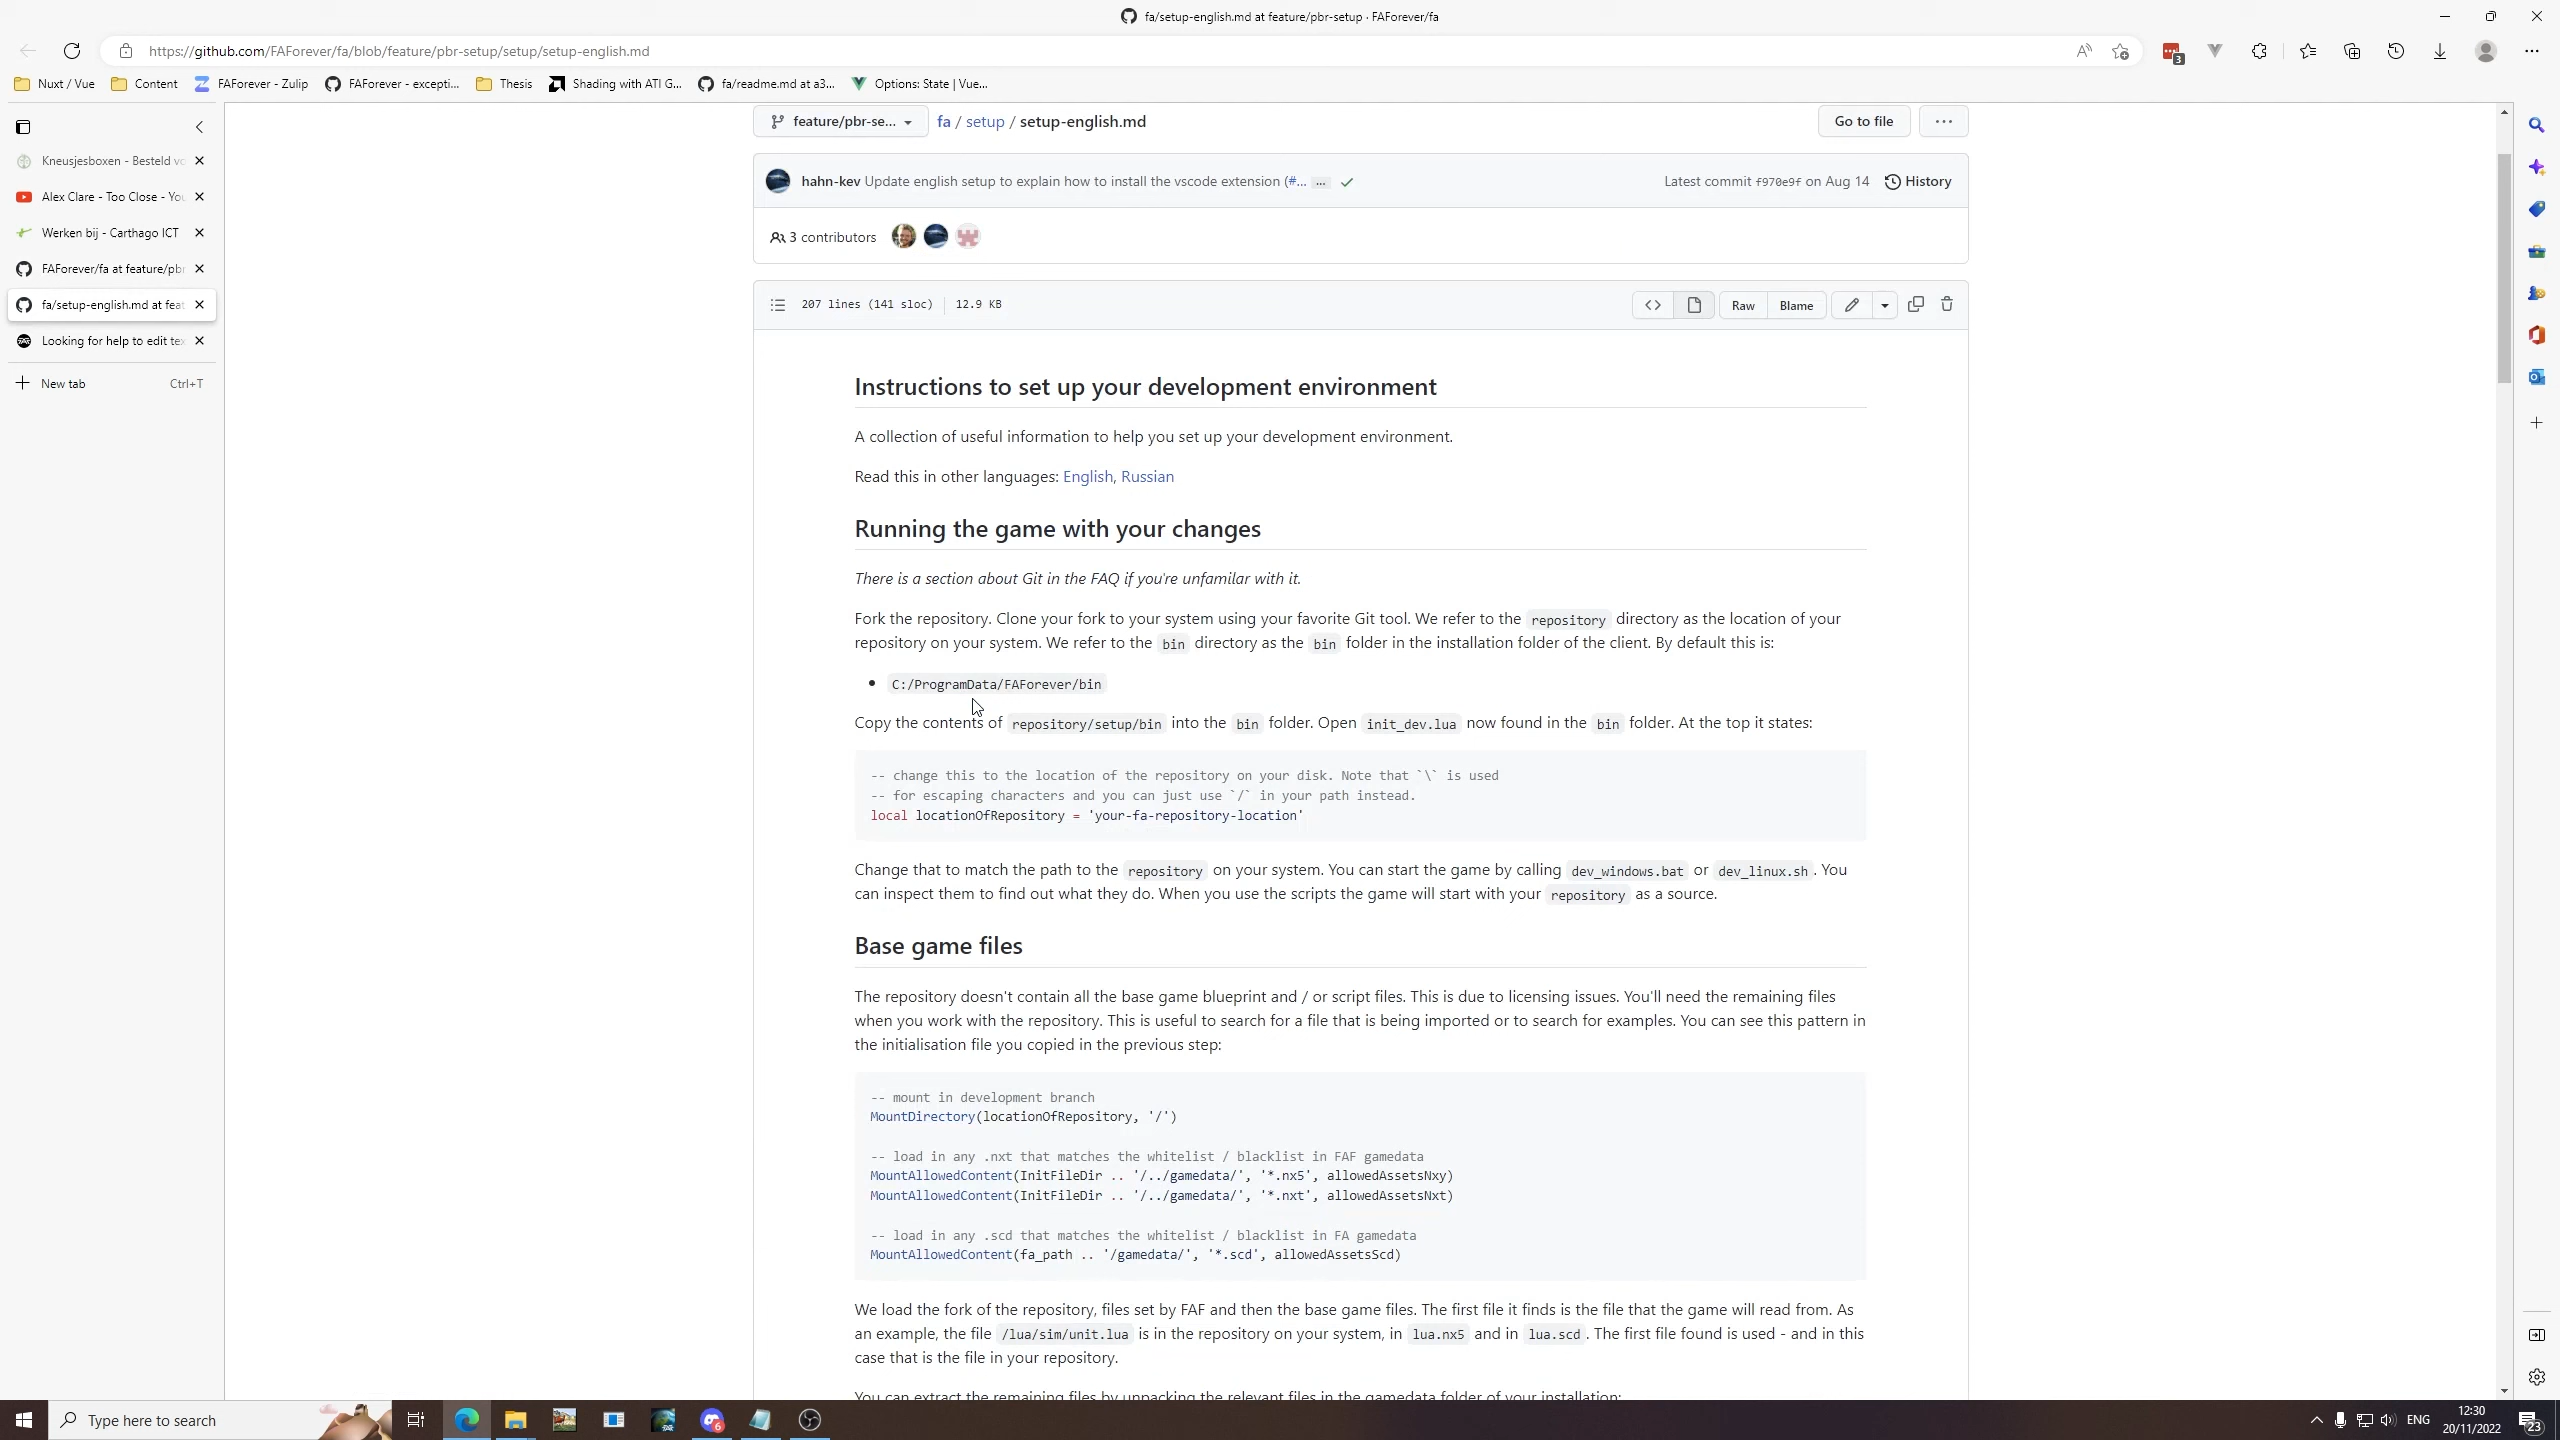 fa/setup-english.md at feature/pbr-setup · FAForever/fa
https://github.com/FAForever/fa/blob/feature/pbr-setup/setup/setup-english.md
3
Nuxt / Vue
Content
FAForever - Zulip
FAForever - excepti...
Thesis
Shading with ATI G...
fa/readme.md at a3...
Options: State | Vue...
Kneusjesboxen - Besteld vo
Alex Clare - Too Close - You
Werken bij - Carthago ICT
FAForever/fa at feature/pbr
fa/setup-english.md at feat
Looking for help to edit tex
New tab Ctrl+T
feature/pbr-se...
fa / setup / setup-english.md
Go to file
...
hahn-kev Update english setup to explain how to install the vscode extension (#... ...
Latest commit f970e9f on Aug 14
History
3 contributors
207 lines (141 sloc)
12.9 KB
Raw
Blame
Instructions to set up your development environment
A collection of useful information to help you set up your development environment.
Read this in other languages: English, Russian
Running the game with your changes
There is a section about Git in the FAQ if you're unfamilar with it.
Fork the repository. Clone your fork to your system using your favorite Git tool. We refer to the repository directory as the location of your
repository on your system. We refer to the bin directory as the bin folder in the installation folder of the client. By default this is:
• C:/ProgramData/FAForever/bin
Copy the contents of repository/setup/bin into the bin folder. Open init_dev.lua now found in the bin folder. At the top it states:
-- change this to the location of the repository on your disk. Note that `\` is used
-- for escaping characters and you can just use `/` in your path instead.
local locationOfRepository = 'your-fa-repository-location'
Change that to match the path to the repository on your system. You can start the game by calling dev_windows.bat or dev_linux.sh. You
can inspect them to find out what they do. When you use the scripts the game will start with your repository as a source.
Base game files
The repository doesn't contain all the base game blueprint and / or script files. This is due to licensing issues. You'll need the remaining files
when you work with the repository. This is useful to search for a file that is being imported or to search for examples. You can see this pattern in
the initialisation file you copied in the previous step:
-- mount in development branch
MountDirectory(locationOfRepository, '/')
-- load in any .nxt that matches the whitelist / blacklist in FAF gamedata
MountAllowedContent(InitFileDir .. '/../gamedata/', '*.nx5', allowedAssetsNxy)
MountAllowedContent(InitFileDir .. '/../gamedata/', '*.nxt', allowedAssetsNxt)
-- load in any .scd that matches the whitelist / blacklist in FA gamedata
MountAllowedContent(fa_path .. '/gamedata/', '*.scd', allowedAssetsScd)
We load the fork of the repository, files set by FAF and then the base game files. The first file it finds is the file that the game will read from. As
an example, the file /lua/sim/unit.lua is in the repository on your system, in lua.nx5 and in lua.scd. The first file found is used - and in this
case that is the file in your repository.
You can extract the remaining files by unpacking the relevant files in the gamedata folder of your installation:
Type here to search
6
ENG
12:30
20/11/2022
23